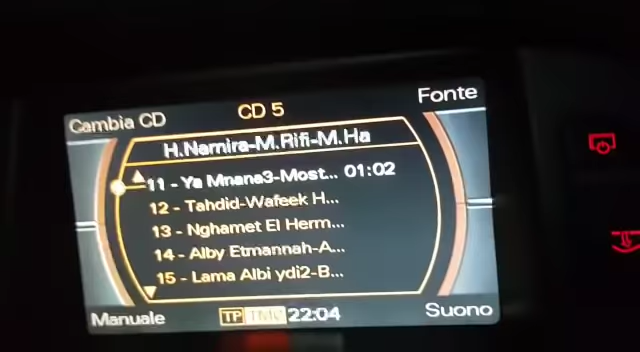 Cambia CD
CD 5
Fonte
H.Namira-M.Rifi-M.Ha
11 - Ya Mnana3-Most... 01:02
12 - Tahdid-Wafeek H...
13 - Nghamet El Herm...
14 - Alby Etmannah-A...
15 - Lama Albi ydi2-B...
Manuale
TP TMC 22:04
Suono